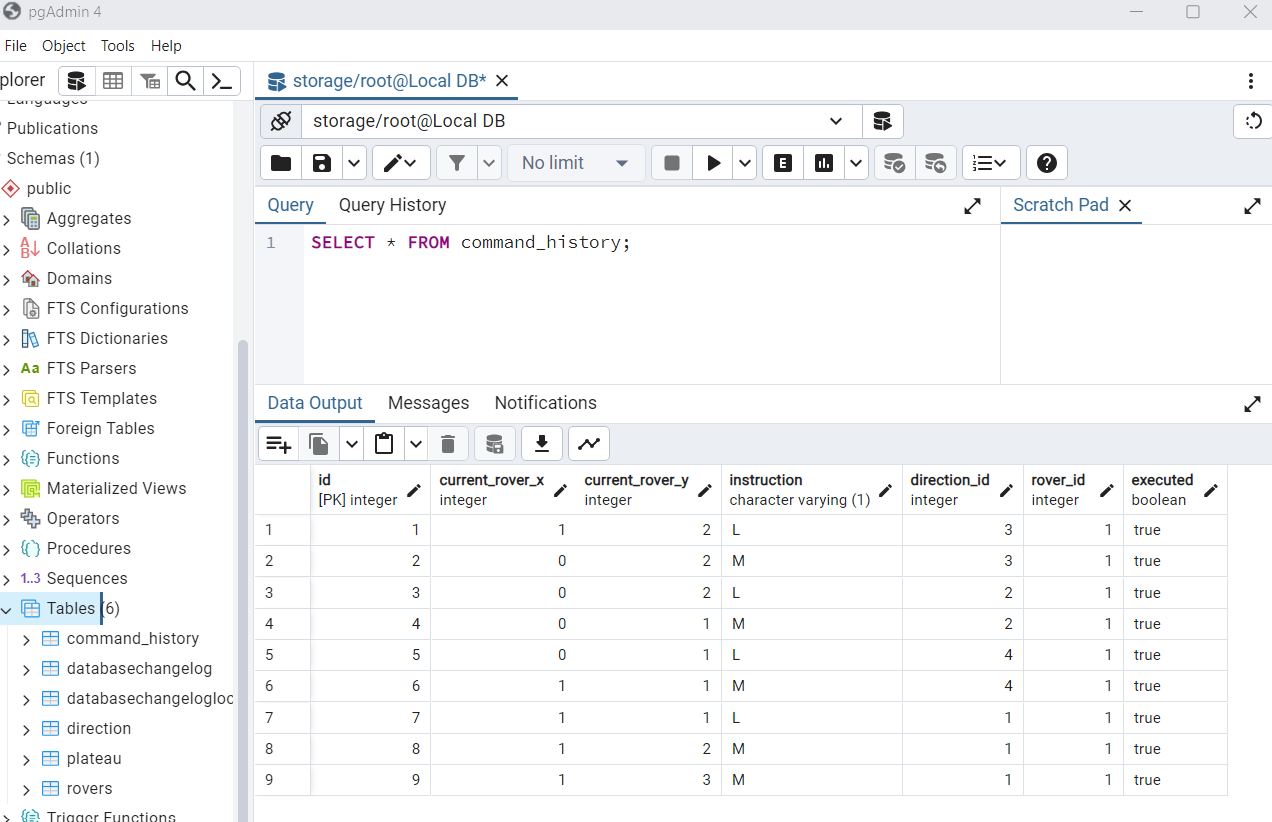 pgAdmin 4
File Object Tools Help
plorer
storage/root@Local DB*
storage/root@Local DB
No limit
E
Query Query History
Scratch Pad
1 SELECT * FROM command_history;
Languages
Publications
Schemas (1)
public
Aggregates
Collations
Domains
FTS Configurations
FTS Dictionaries
Aa FTS Parsers
FTS Templates
Foreign Tables
Functions
Materialized Views
Operators
Procedures
1..3 Sequences
Tables (6)
command_history
databasechangelog
databasechangelogloc
direction
plateau
rovers
Trigger Functions
Data Output Messages Notifications
id current_rover_x current_rover_y instruction direction_id rover_id executed
[PK] integer integer integer character varying (1) integer integer boolean
1 1 1 2 L 3 1 true
2 2 0 2 M 3 1 true
3 3 0 2 L 2 1 true
4 4 0 1 M 2 1 true
5 5 0 1 L 4 1 true
6 6 1 1 M 4 1 true
7 7 1 1 L 1 1 true
8 8 1 2 M 1 1 true
9 9 1 3 M 1 1 true